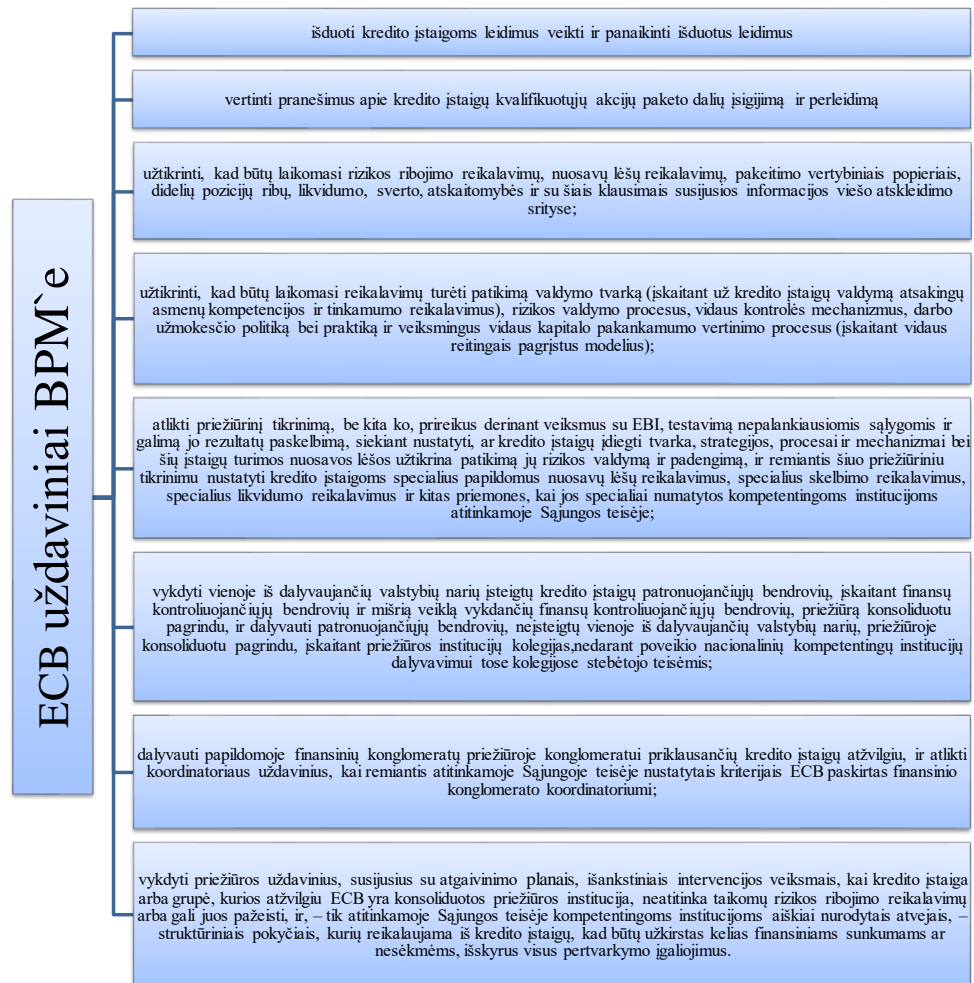 ECB uždaviniai BPM`e
išduoti kredito įstaigoms leidimus veikti ir panaikinti išduotus leidimus
vertinti pranešimus apie kredito įstaigų kvalifikuotųjų akcijų paketo dalių įsigijimą ir perleidimą
užtikrinti, kad būtų laikomasi rizikos ribojimo reikalavimų, nuosavų lėšų reikalavimų, pakeitimo vertybiniais popieriais,
didelių pozicijų ribų, likvidumo, sverto, atskaitomybės ir su šiais klausimais susijusios informacijos viešo atskleidimo
srityse;
užtikrinti, kad būtų laikomasi reikalavimų turėti patikimą valdymo tvarką (įskaitant už kredito įstaigų valdymą atsakingų
asmenų kompetencijos ir tinkamumo reikalavimus), rizikos valdymo procesus, vidaus kontrolės mechanizmus, darbo
užmokesčio politiką bei praktiką ir veiksmingus vidaus kapitalo pakankamumo vertinimo procesus (įskaitant vidaus
reitingais pagrįstus modelius);
atlikti priežiūrinį tikrinimą, be kita ko, prireikus derinant veiksmus su EBI, testavimą nepalankiausiomis sąlygomis ir
galimą jo rezultatų paskelbimą, siekiant nustatyti, ar kredito įstaigų įdiegti tvarka, strategijos, procesai ir mechanizmai bei
šių įstaigų turimos nuosavos lėšos užtikrina patikimą jų rizikos valdymą ir padengimą, ir remiantis šiuo priežiūriniu
tikrinimu nustatyti kredito įstaigoms specialius papildomus nuosavų lėšų reikalavimus, specialius skelbimo reikalavimus,
specialius likvidumo reikalavimus ir kitas priemones, kai jos specialiai numatytos kompetentingoms institucijoms
atitinkamoje Sąjungos teisėje;
vykdyti vienoje iš dalyvaujančių valstybių narių įsteigtų kredito įstaigų patronuojančiųjų bendrovių, įskaitant finansų
kontroliuojančiųjų bendrovių ir mišrią veiklą vykdančių finansų kontroliuojančiųjų bendrovių, priežiūrą konsoliduotu
pagrindu, ir dalyvauti patronuojančiųjų bendrovių, neįsteigtų vienoje iš dalyvaujančių valstybių narių, priežiūroje
konsoliduotu pagrindu, įskaitant priežiūros institucijų kolegijas,nedarant poveikio nacionalinių kompetentingų institucijų
dalyvavimui tose kolegijose stebėtojo teisėmis;
dalyvauti papildomoje finansinių konglomeratų priežiūroje konglomeratui priklausančių kredito įstaigų atžvilgiu, ir atlikti
koordinatoriaus uždavinius, kai remiantis atitinkamoje Sąjungoje teisėje nustatytais kriterijais ECB paskirtas finansinio
konglomerato koordinatoriumi;
vykdyti priežiūros uždavinius, susijusius su atgaivinimo planais, išankstiniais intervencijos veiksmais, kai kredito įstaiga
arba grupė, kurios atžvilgiu ECB yra konsoliduotos priežiūros institucija, neatitinka taikomų rizikos ribojimo reikalavimų
arba gali juos pažeisti, ir, – tik atitinkamoje Sąjungos teisėje kompetentingoms institucijoms aiškiai nurodytais atvejais, –
struktūriniais pokyčiais, kurių reikalaujama iš kredito įstaigų, kad būtų užkirstas kelias finansiniams sunkumams ar
nesėkmėms, išskyrus visus pertvarkymo įgaliojimus.